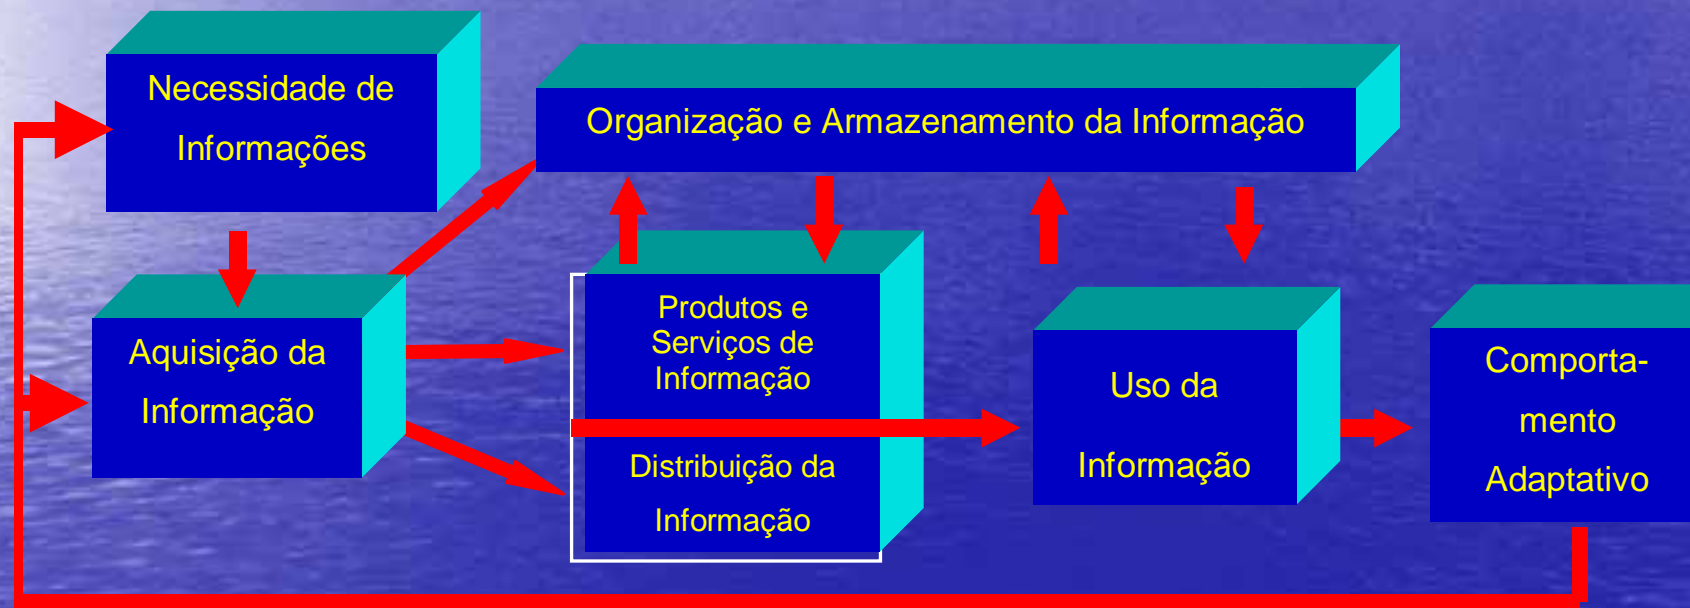 Necessidade de
Informações
Organização e Armazenamento da Informação
Aquisição da
Informação
Produtos e
Serviços de
Informação
Distribuição da
Informação
Uso da
Informação
Comporta-
mento
Adaptativo